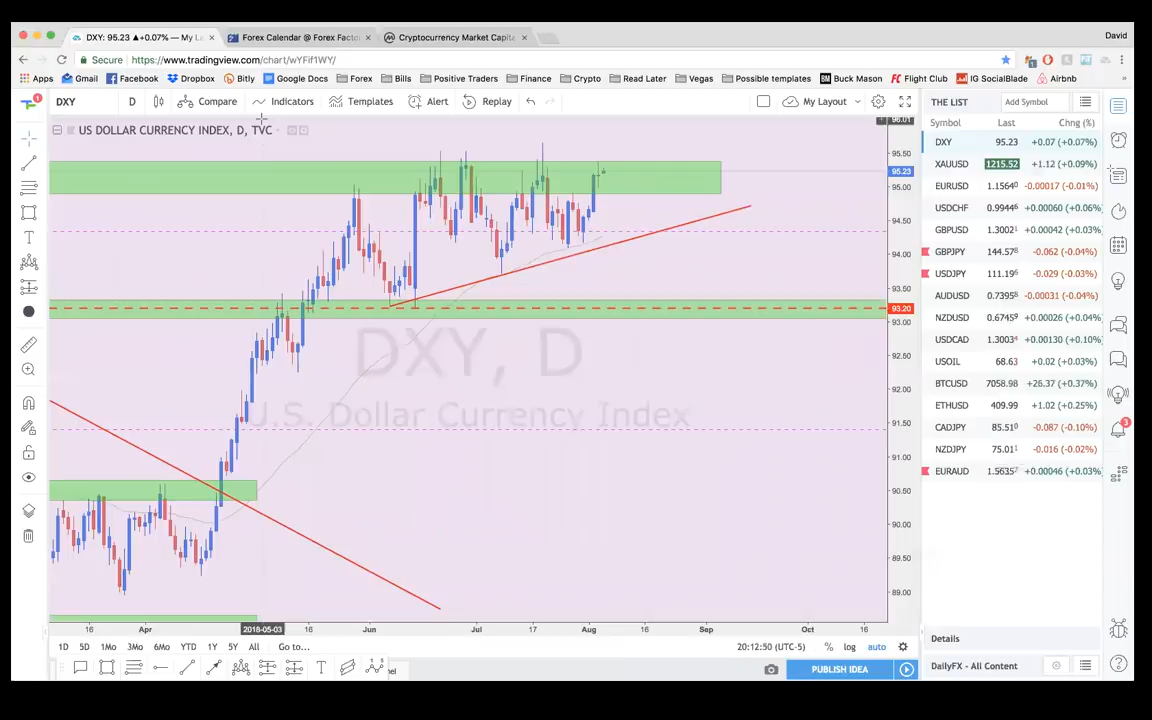 David
DXY: 95.23 ▲+0.07% — My La
Forex Calendar @ Forex Facto
Cryptocurrency Market Capita
Secure
https://www.tradingview.com/chart/wYFif1WY/
Apps
Gmail
Facebook
Dropbox
Bitly
Google Docs
Forex
Bills
Positive Traders
Finance
Crypto
Read Later
Vegas
Possible templates
Buck Mason
Flight Club
IG SocialBlade
Airbnb
DXY
D
Compare
Indicators
Templates
Alert
Replay
My Layout
THE LIST
Add Symbol
US DOLLAR CURRENCY INDEX, D, TVC
Symbol Last Chng (%)
DXY 95.23 +0.07 (+0.07%)
XAUUSD 1215.52 +1.12 (+0.09%)
EURUSD 1.15640 -0.00017 (-0.01%)
USDCHF 0.99446 +0.00060 (+0.06%)
GBPUSD 1.30021 +0.00042 (+0.03%)
GBPJPY 144.578 -0.062 (-0.04%)
USDJPY 111.196 -0.029 (-0.03%)
AUDUSD 0.73958 -0.00031 (-0.04%)
NZDUSD 0.67459 +0.00026 (+0.04%)
USDCAD 1.30034 +0.00130 (+0.10%)
USOIL 68.63 +0.02 (+0.03%)
BTCUSD 7058.98 +26.37 (+0.37%)
ETHUSD 409.99 +1.02 (+0.25%)
CADJPY 85.510 -0.087 (-0.10%)
NZDJPY 75.011 -0.016 (-0.02%)
EURAUD +0.00046 (+0.03%)
96.01
95.50
95.23
95.00
94.50
94.00
93.50
93.20
93.00
92.50
92.00
91.50
91.00
90.50
90.00
89.50
89.00
DXY, D
U.S. Dollar Currency Index
16 Apr 2018-05-03 16 Jun Jul 17 Aug 16 Sep Oct 16
1D 5D 1Mo 3Mo 6Mo YTD 1Y 5Y All Go to...
20:12:50 (UTC-5) % log auto
Details
DailyFX - All Content
PUBLISH IDEA
1
1
3